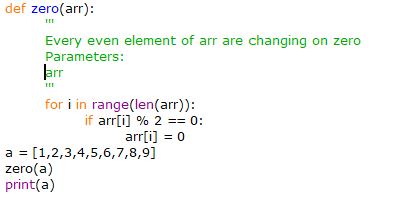 def zero(arr):
'''
Every even element of arr are changing on zero
Parameters:
arr
'''
for i in range(len(arr)):
if arr[i] % 2 == 0:
arr[i] = 0
a = [1,2,3,4,5,6,7,8,9]
zero(a)
print(a)